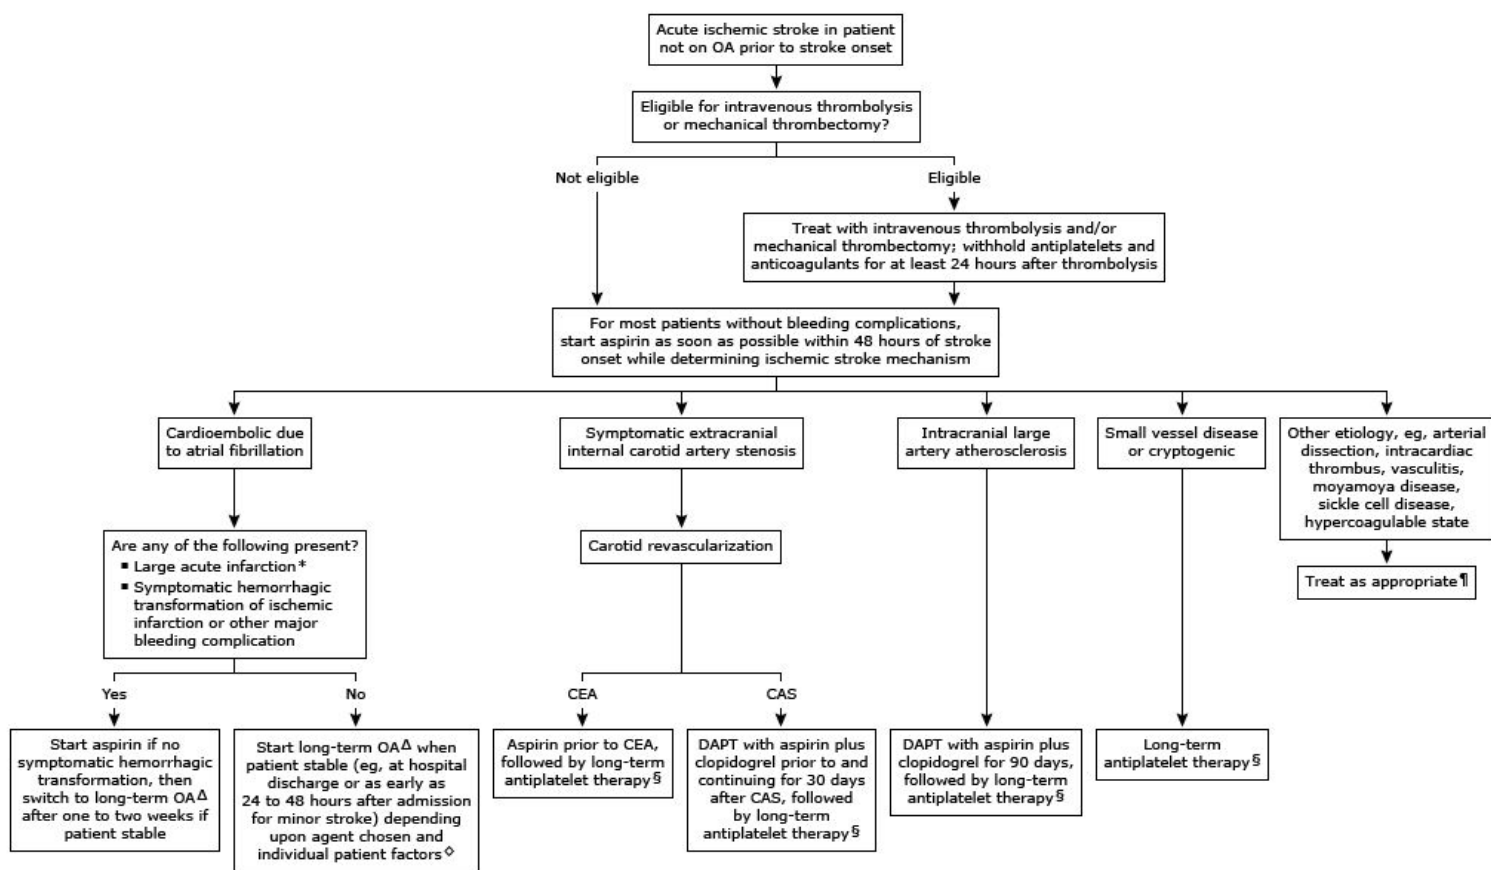 Acute ischemic stroke in patient
not on OA prior to stroke onset
Eligible for intravenous thrombolysis
or mechanical thrombectomy?
Not eligible
Eligible
Treat with intravenous thrombolysis and/or
mechanical thrombectomy; withhold antiplatelets and
anticoagulants for at least 24 hours after thrombolysis
For most patients without bleeding complications,
start aspirin as soon as possible within 48 hours of stroke
onset while determining ischemic stroke mechanism
Cardioembolic due
to atrial fibrillation
Symptomatic extracranial
internal carotid artery stenosis
Intracranial large
artery atherosclerosis
Small vessel disease
or cryptogenic
Other etiology, eg, arterial
dissection, intracardiac
thrombus, vasculitis,
moyamoya disease,
sickle cell disease,
hypercoagulable state
Are any of the following present?
▪ Large acute infarction*
▪ Symptomatic hemorrhagic
transformation of ischemic
infarction or other major
bleeding complication
Carotid revascularization
Treat as appropriate¶
Yes
No
CEA
CAS
Start aspirin if no
symptomatic hemorrhagic
transformation, then
switch to long-term OAΔ
after one to two weeks if
patient stable
Start long-term OAΔ when
patient stable (eg, at hospital
discharge or as early as
24 to 48 hours after admission
for minor stroke) depending
upon agent chosen and
individual patient factors◇
Aspirin prior to CEA,
followed by long-term
antiplatelet therapy§
DAPT with aspirin plus
clopidogrel prior to and
continuing for 30 days
after CAS, followed
by long-term
antiplatelet therapy§
DAPT with aspirin plus
clopidogrel for 90 days,
followed by long-term
antiplatelet therapy§
Long-term
antiplatelet therapy§